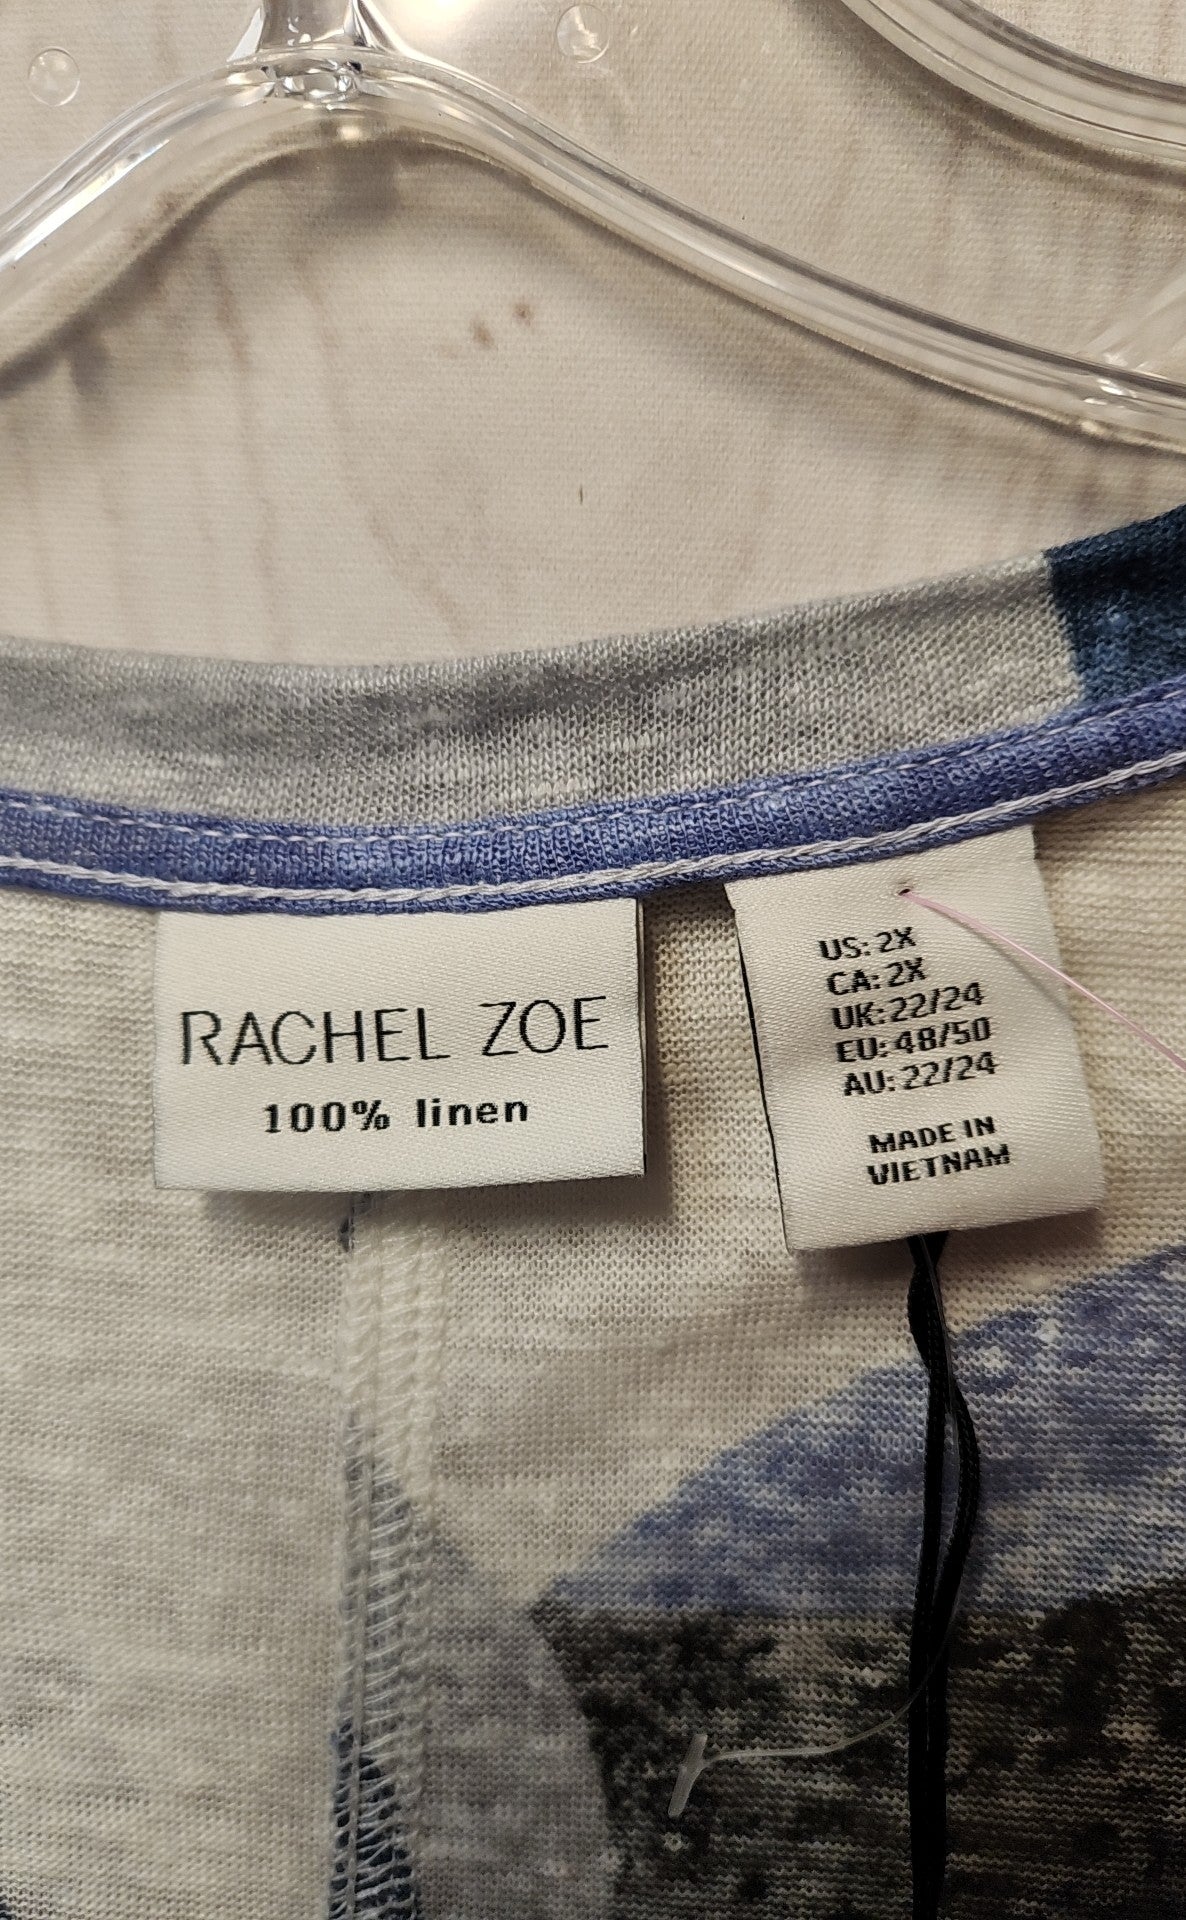 RACHEL ZOE
100% linen
US: 2X
CA: 2X
UK: 22/24
EU: 48/50
AU: 22/24
MADE IN
VIETNAM